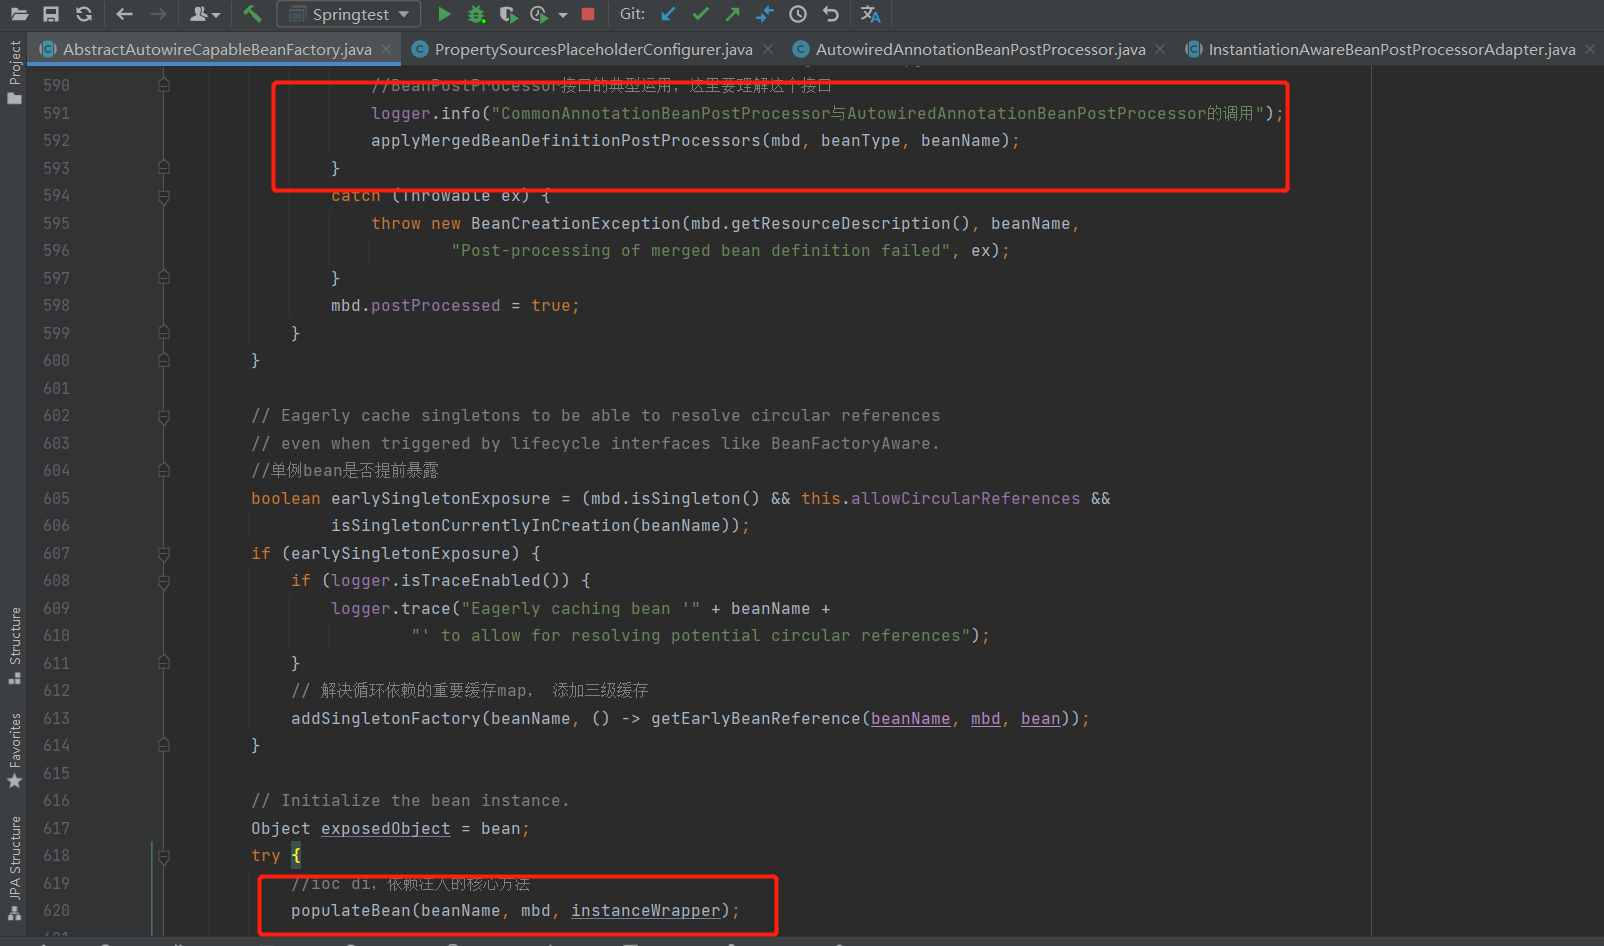 Springtest Git:
AbstractAutowireCapableBeanFactory.java PropertySourcesPlaceholderConfigurer.java AutowiredAnnotationBeanPostProcessor.java InstantiationAwareBeanPostProcessorAdapter.java
Project
Structure
Favorites
JPA Structure
590 //BeanPostProcessor接口的典型运用，这里要理解这个接口
591 logger.info("CommonAnnotationBeanPostProcessor与AutowiredAnnotationBeanPostProcessor的调用");
592 applyMergedBeanDefinitionPostProcessors(mbd, beanType, beanName);
593 }
594 catch (Throwable ex) {
595 throw new BeanCreationException(mbd.getResourceDescription(), beanName,
596 "Post-processing of merged bean definition failed", ex);
597 }
598 mbd.postProcessed = true;
599 }
600 }
601
602 // Eagerly cache singletons to be able to resolve circular references
603 // even when triggered by lifecycle interfaces like BeanFactoryAware.
604 //单例bean是否提前暴露
605 boolean earlySingletonExposure = (mbd.isSingleton() && this.allowCircularReferences &&
606 isSingletonCurrentlyInCreation(beanName));
607 if (earlySingletonExposure) {
608 if (logger.isTraceEnabled()) {
609 logger.trace("Eagerly caching bean '" + beanName +
610 "' to allow for resolving potential circular references");
611 }
612 // 解决循环依赖的重要缓存map， 添加三级缓存
613 addSingletonFactory(beanName, () -> getEarlyBeanReference(beanName, mbd, bean));
614 }
615
616 // Initialize the bean instance.
617 Object exposedObject = bean;
618 try {
619 //ioc di，依赖注入的核心方法
620 populateBean(beanName, mbd, instanceWrapper);